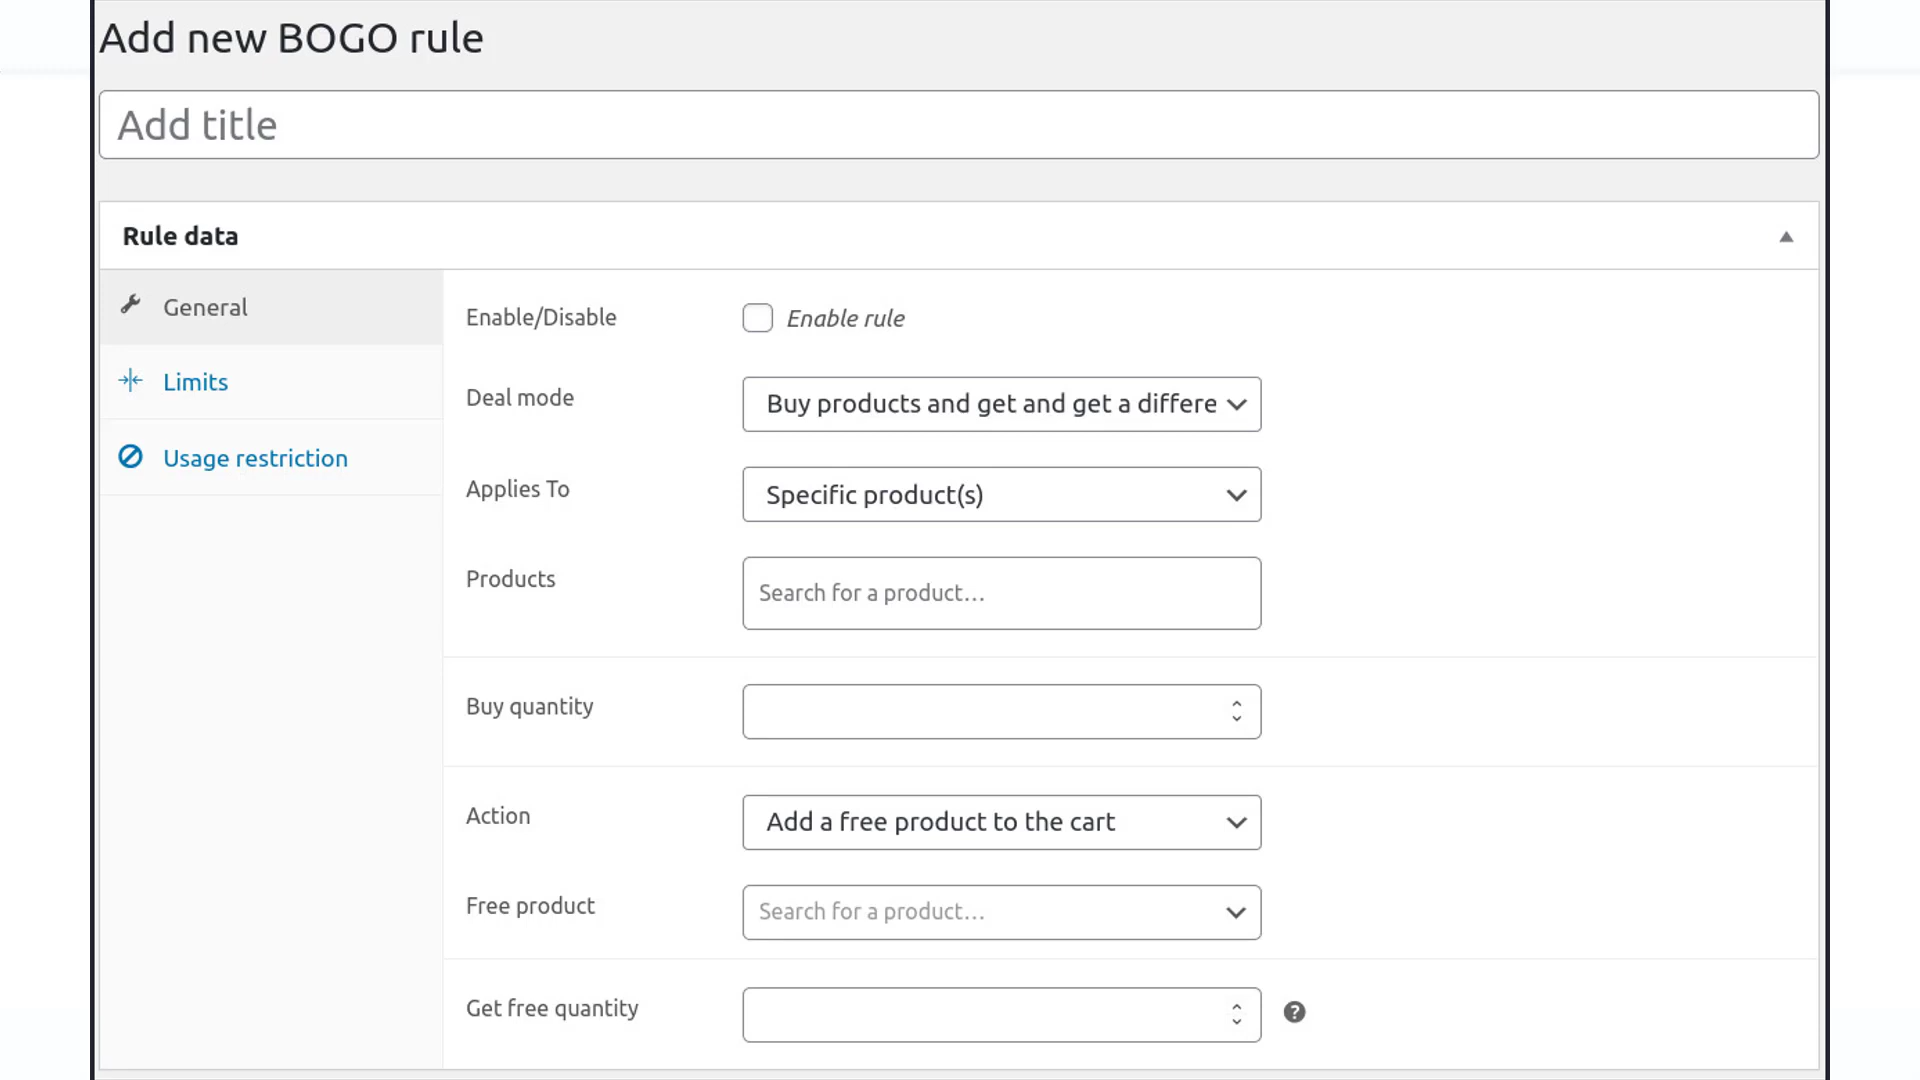 Add new BOGO rule
Add title
Rule data
General
Limits
Usage restriction
Enable/Disable
Enable rule
Deal mode
Buy products and get and get a differe
Applies To
Specific product(s)
Products
Search for a product...
Buy quantity
Action
Add a free product to the cart
Free product
Search for a product...
Get free quantity
?